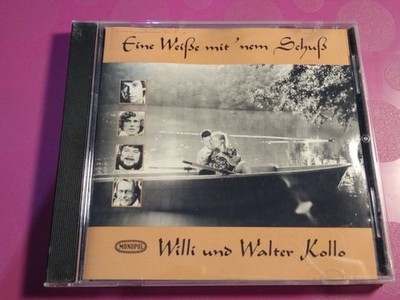 Eine Weiße mit 'nem Schuß
MONOPOL
Willi und Walter Kollo